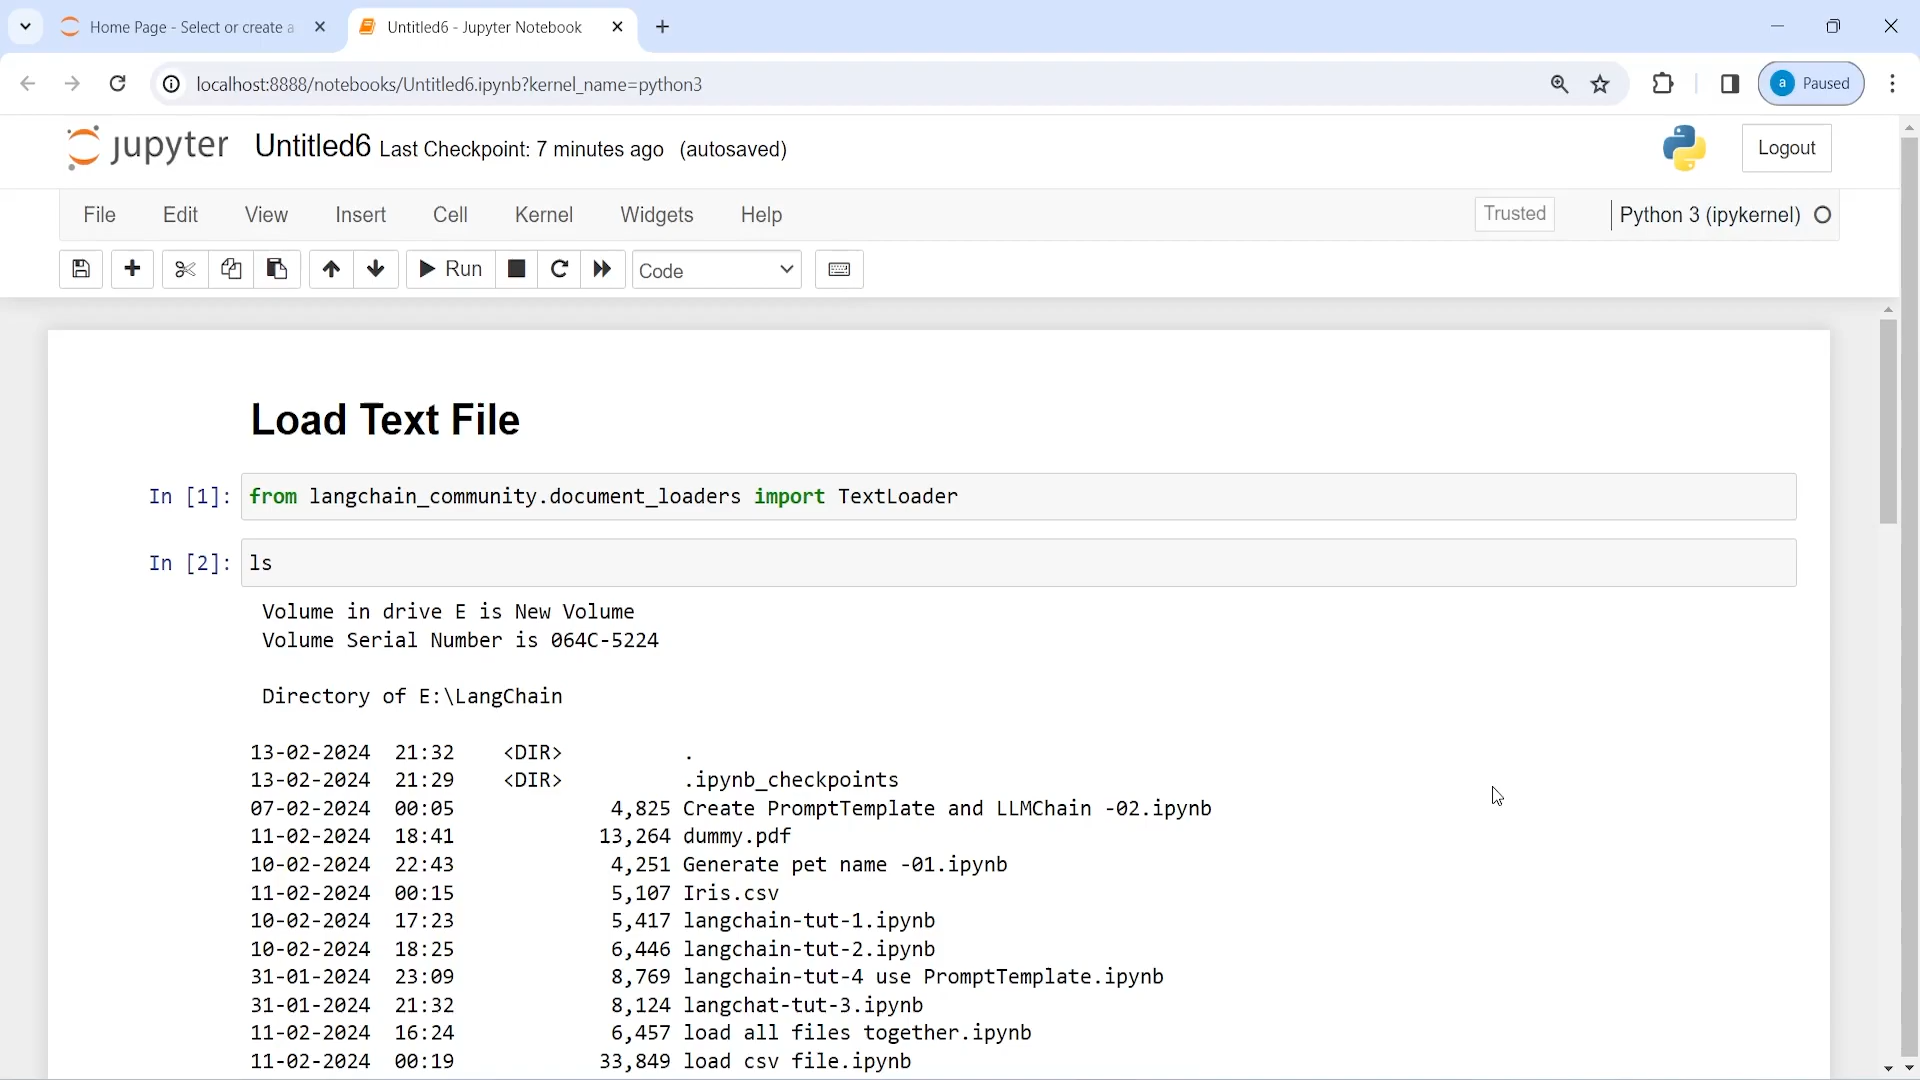 Home Page - Select or create a
Untitled6 - Jupyter Notebook
localhost:8888/notebooks/Untitled6.ipynb?kernel_name=python3
a Paused
jupyter Untitled6 Last Checkpoint: 7 minutes ago (autosaved)
Logout
File Edit View Insert Cell Kernel Widgets Help
Trusted
Python 3 (ipykernel)
Run
Code
Load Text File
In [1]: from langchain_community.document_loaders import TextLoader
In [2]: ls
Volume in drive E is New Volume
Volume Serial Number is 064C-5224
Directory of E:\LangChain
13-02-2024 21:32 <DIR> .
13-02-2024 21:29 <DIR> .ipynb_checkpoints
07-02-2024 00:05 4,825 Create PromptTemplate and LLMChain -02.ipynb
11-02-2024 18:41 13,264 dummy.pdf
10-02-2024 22:43 4,251 Generate pet name -01.ipynb
11-02-2024 00:15 5,107 Iris.csv
10-02-2024 17:23 5,417 langchain-tut-1.ipynb
10-02-2024 18:25 6,446 langchain-tut-2.ipynb
31-01-2024 23:09 8,769 langchain-tut-4 use PromptTemplate.ipynb
31-01-2024 21:32 8,124 langchat-tut-3.ipynb
11-02-2024 16:24 6,457 load all files together.ipynb
11-02-2024 00:19 33,849 load csv file.ipynb